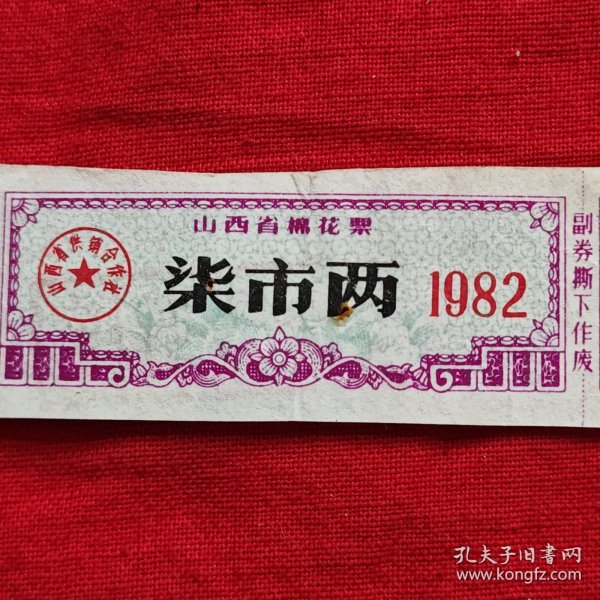 山西省棉花票
山西省供销合作社
柒市两
1982
副券撕下作废
孔夫子旧书网
www.kongfz.com